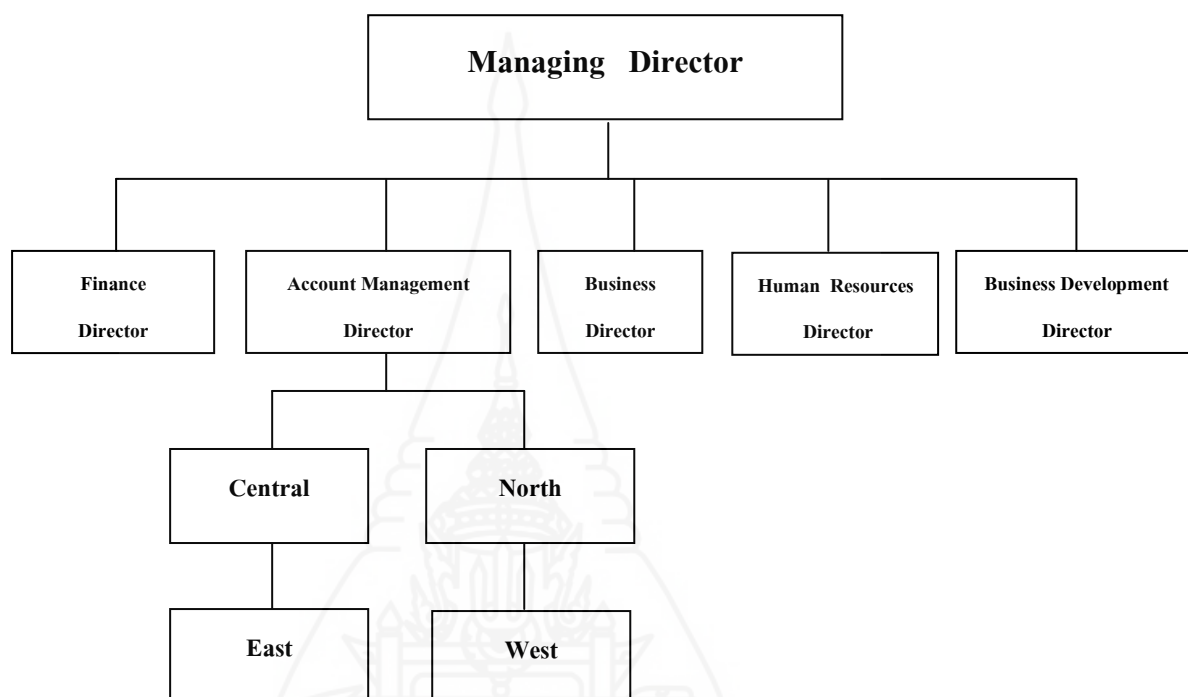 Managing Director
Finance
Director
Account Management
Director
Business
Director
Human Resources
Director
Business Development
Director
Central
North
East
West